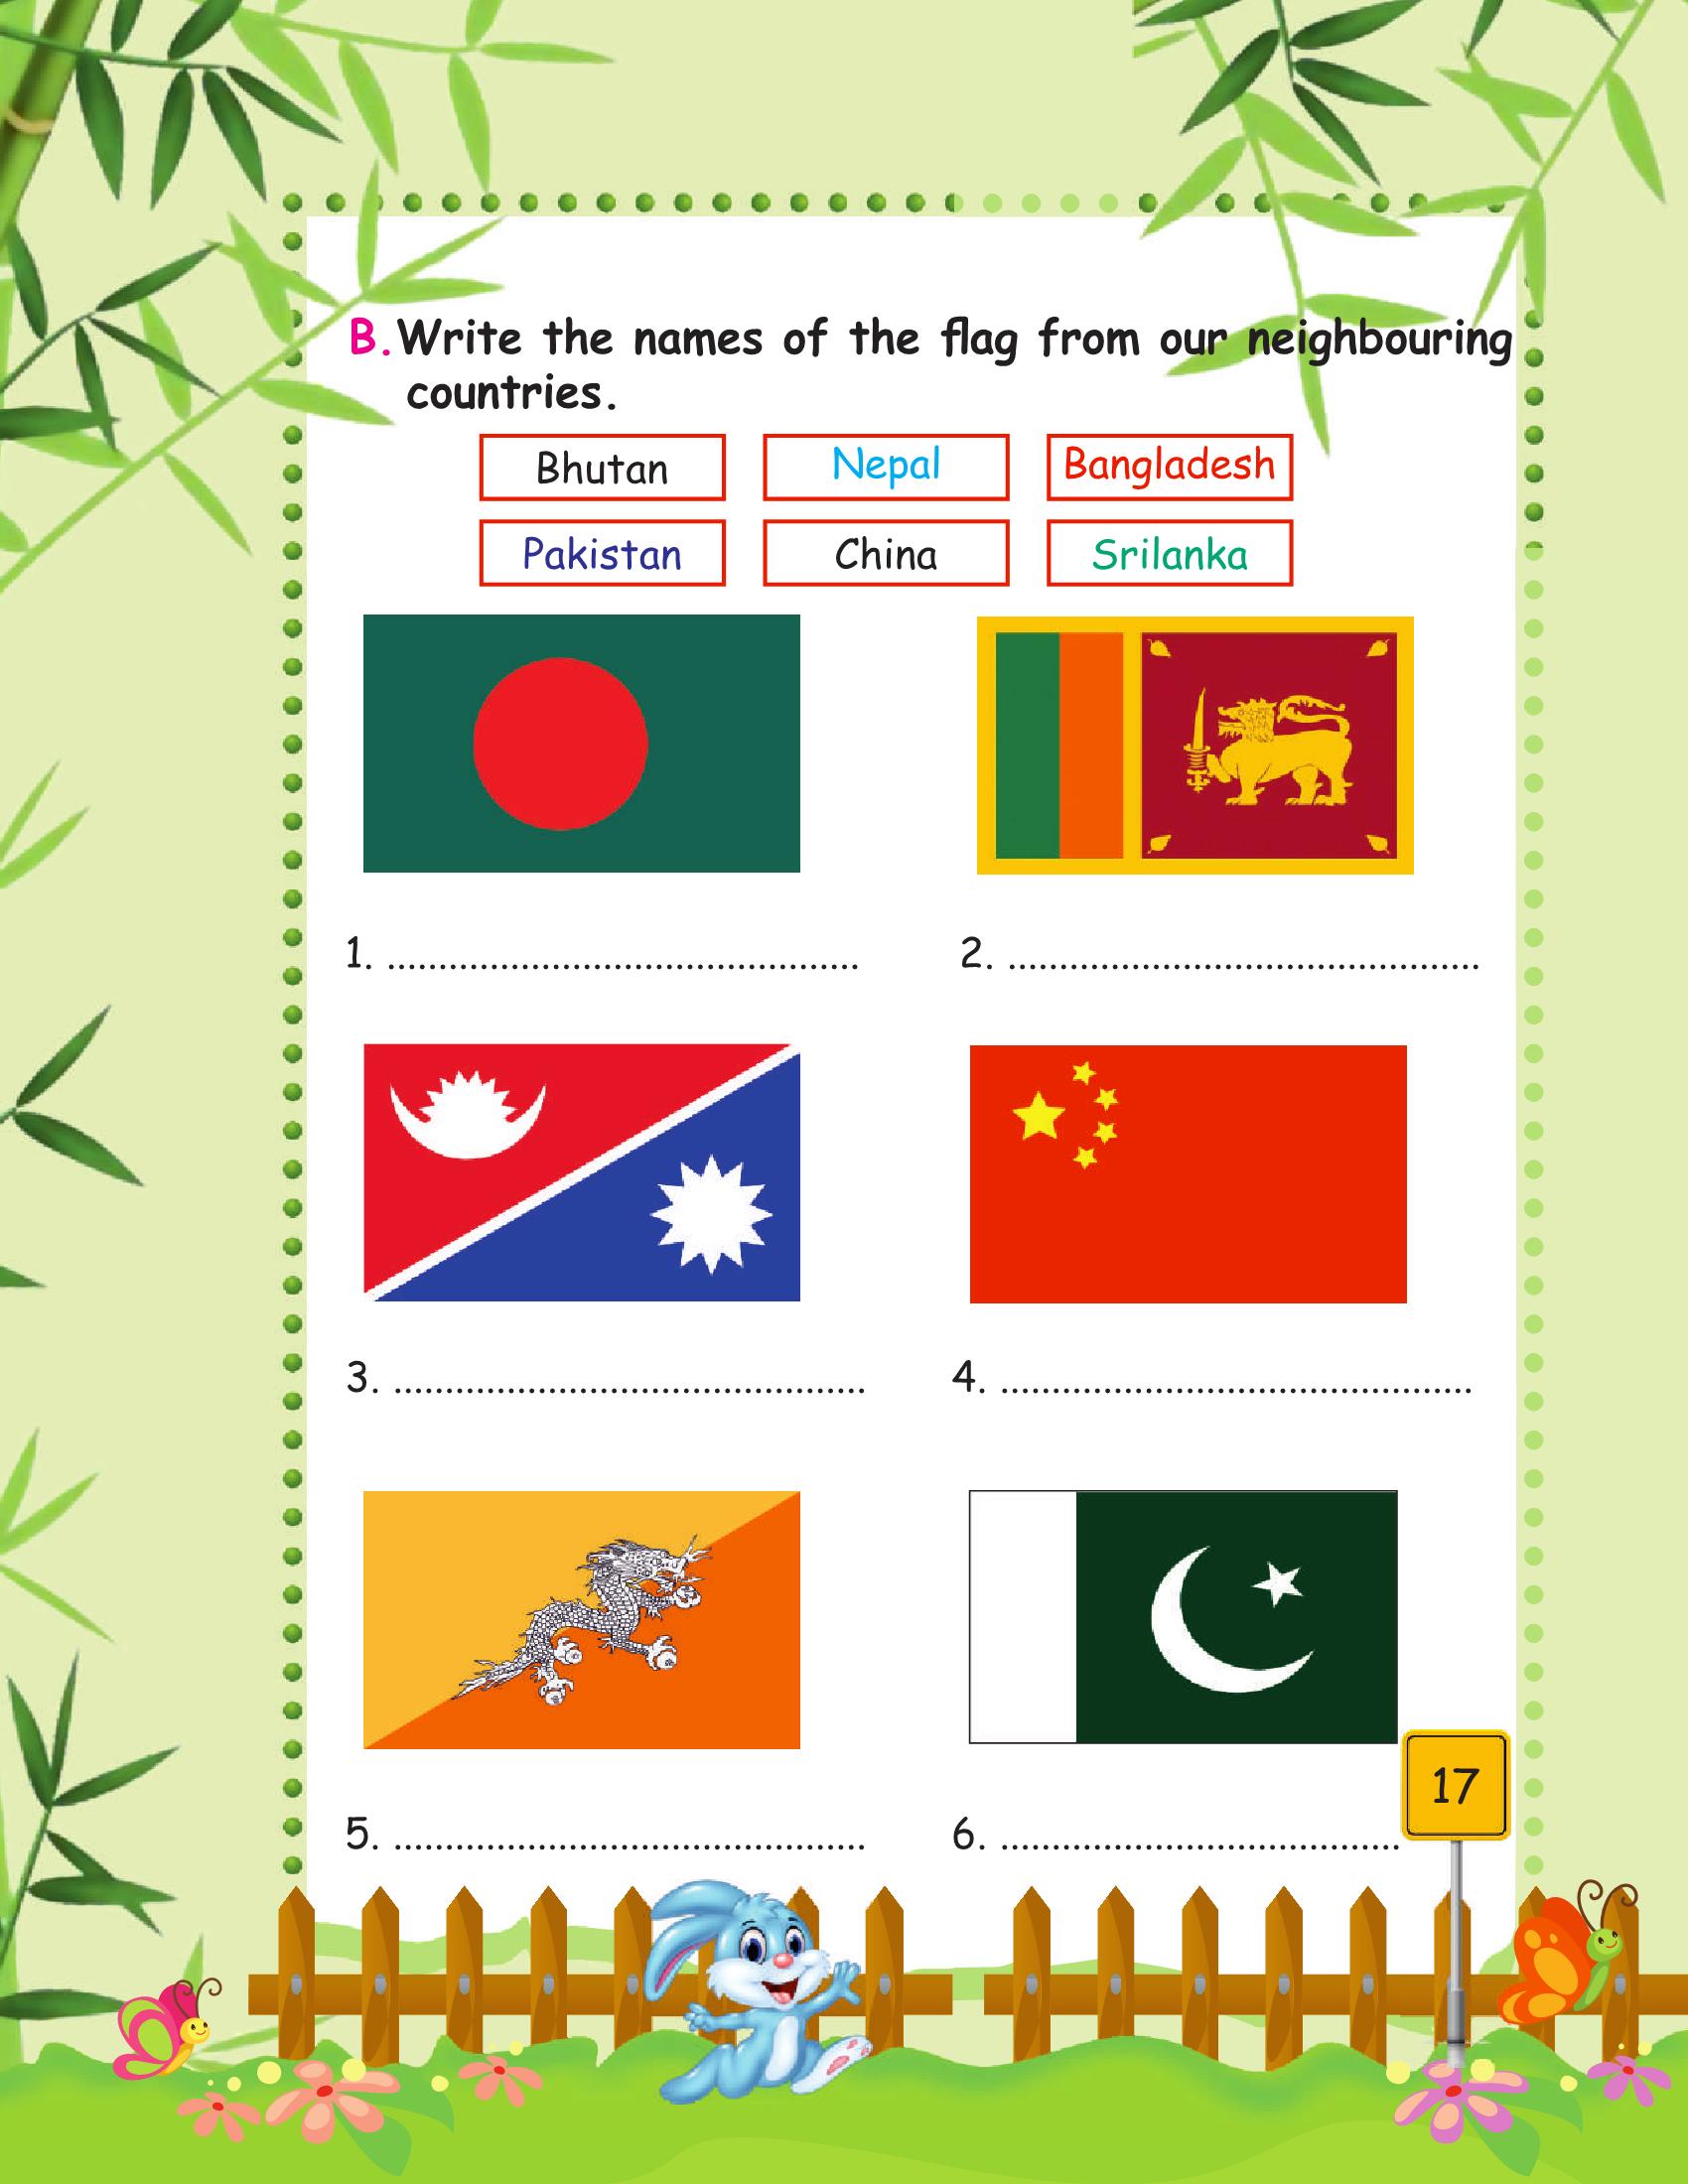 B.Write the names of the flag from our neighbouring
countries.
Bhutan Nepal Bangladesh
Pakistan China Srilanka
1. .............................................. 2. ..............................................
3. .............................................. 4. ..............................................
5. .............................................. 6. .......................................
17